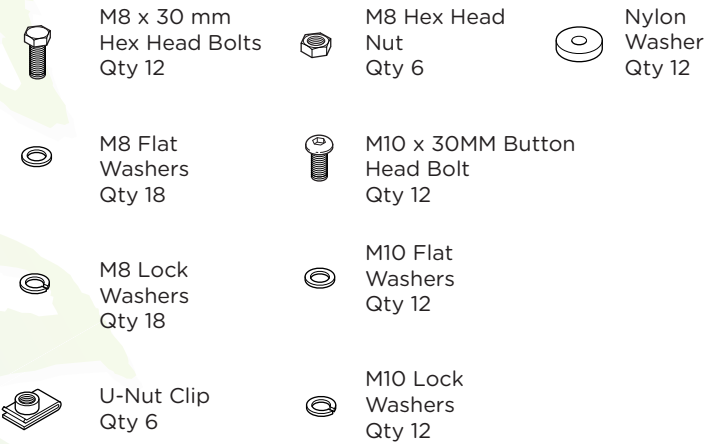 M8 x 30 mm
Hex Head Bolts
Qty 12
M8 Flat
Washers
Qty 18
M8 Lock
Washers
Qty 18
U-Nut Clip
Qty 6
M8 Hex Head
Nut
Qty 6
M10 x 30MM Button
Head Bolt
Qty 12
M10 Flat
Washers
Qty 12
M10 Lock
Washers
Qty 12
Nylon
Washer
Qty 12